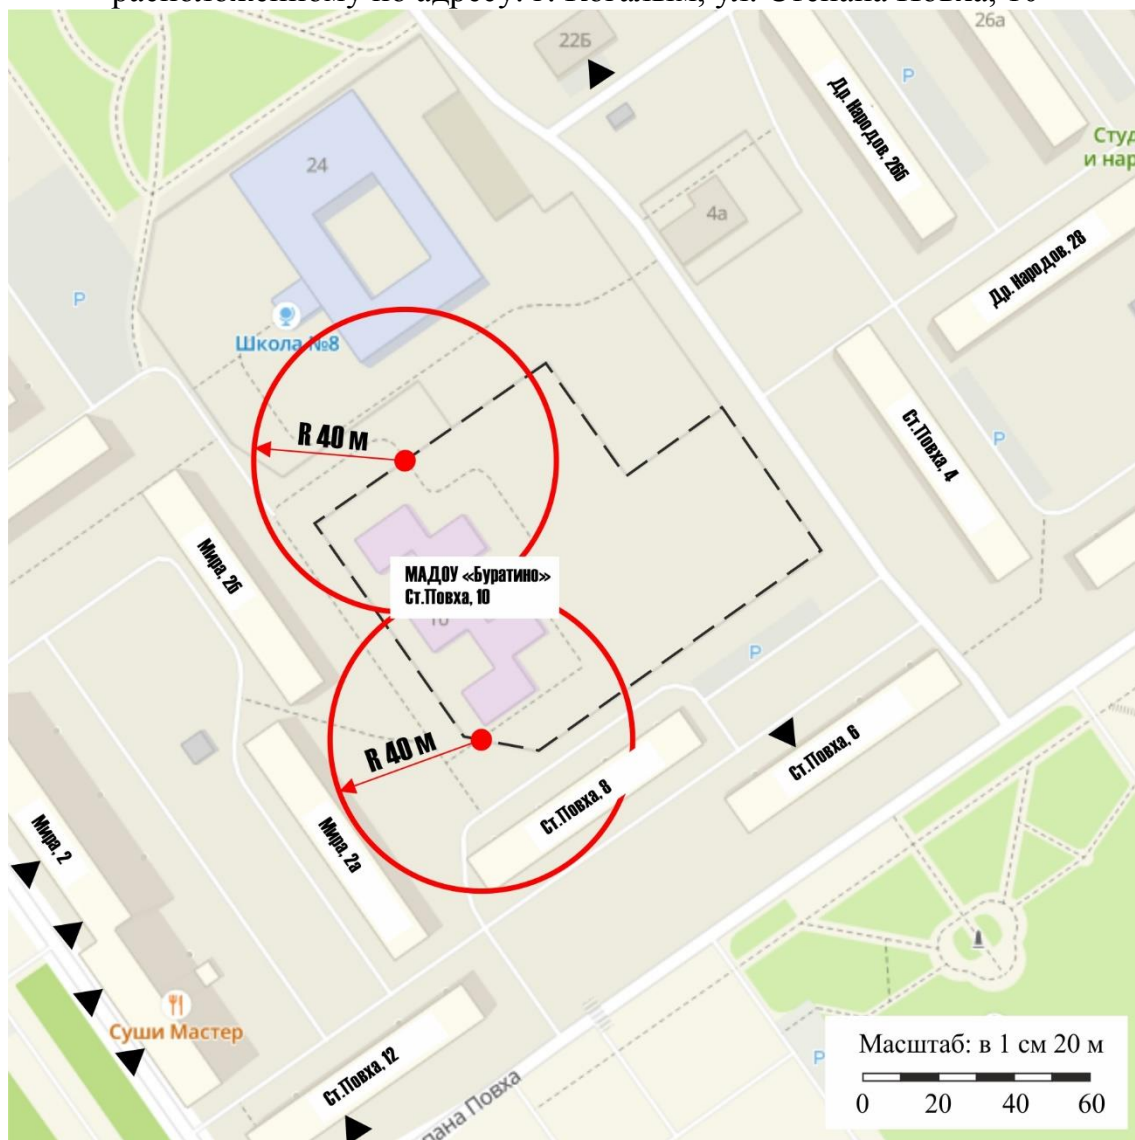 расположенному по адресу: г. Когалым, ул. Степана Повха, 10
26а
22Б
P
Др. Народов, 26б
Студ
и нар
24
4а
Др. Народов, 28
P
Школа №8
Ст.Повха, 4
P
R 40 м
Мира, 2б
МАДОУ «Буратино»
Ст.Повха, 10
10
P
R 40 м
Ст.Повха, 6
Ст.Повха, 8
Мира, 2
Мира, 2а
Суши Мастер
Масштаб: в 1 см 20 м
P
Ст.Повха, 12
пана Повха
0 20 40 60